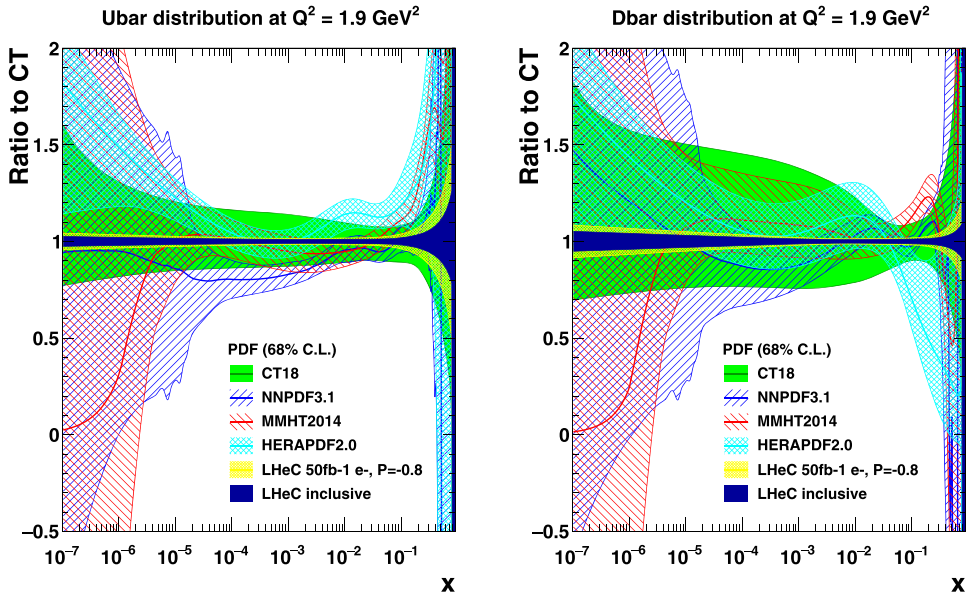 Ubar distribution at Q² = 1.9 GeV²
Ratio to CT
2
1.5
1
0.5
0
−0.5
PDF (68% C.L.)
CT18
NNPDF3.1
MMHT2014
HERAPDF2.0
LHeC 50fb-1 e-, P=-0.8
LHeC inclusive
10⁻⁷ 10⁻⁶ 10⁻⁵ 10⁻⁴ 10⁻³ 10⁻² 10⁻¹
x
Dbar distribution at Q² = 1.9 GeV²
Ratio to CT
2
1.5
1
0.5
0
−0.5
PDF (68% C.L.)
CT18
NNPDF3.1
MMHT2014
HERAPDF2.0
LHeC 50fb-1 e-, P=-0.8
LHeC inclusive
10⁻⁷ 10⁻⁶ 10⁻⁵ 10⁻⁴ 10⁻³ 10⁻² 10⁻¹
x